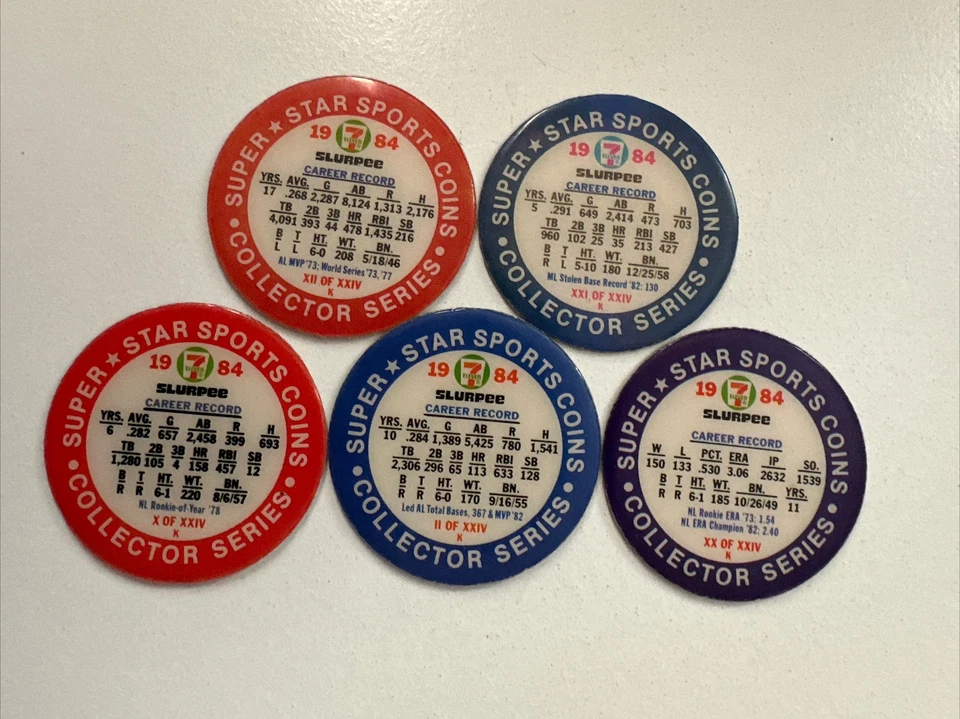 SUPER ★ STAR SPORTS COINS
• COLLECTOR SERIES •
19 7 ELEVEN 84
SLURPEE
CAREER RECORD
YRS. AVG. G AB R H
17 .268 2,287 8,124 1,313 2,176
TB 2B 3B HR RBI SB
4,091 393 44 478 1,435 216
B T HT. WT. BN.
L L 6-0 208 5/18/46
AL MVP '73; World Series '73, '77
XII OF XXIV
K
SUPER ★ STAR SPORTS COINS
• COLLECTOR SERIES •
19 7 ELEVEN 84
SLURPEE
CAREER RECORD
YRS. AVG. G AB R H
5 .291 649 2,414 473 703
TB 2B 3B HR RBI SB
960 102 25 35 213 427
B T HT. WT. BN.
R L 5-10 180 12/25/58
ML Stolen Base Record '82; 130
XXI OF XXIV
K
SUPER ★ STAR SPORTS COINS
• COLLECTOR SERIES •
19 7 ELEVEN 84
SLURPEE
CAREER RECORD
YRS. AVG. G AB R H
6 .282 657 2,458 399 693
TB 2B 3B HR RBI SB
1,280 105 4 158 457 12
B T HT. WT. BN.
R R 6-1 220 8/6/57
NL Rookie-of-Year '78
X OF XXIV
K
SUPER ★ STAR SPORTS COINS
• COLLECTOR SERIES •
19 7 ELEVEN 84
SLURPEE
CAREER RECORD
YRS. AVG. G AB R H
10 .284 1,389 5,425 780 1,541
TB 2B 3B HR RBI SB
2,306 296 65 113 633 128
B T HT. WT. BN.
R R 6-0 170 9/16/55
Led AL Total Bases, 367 & MVP '82
II OF XXIV
K
SUPER ★ STAR SPORTS COINS
• COLLECTOR SERIES •
19 7 ELEVEN 84
SLURPEE
CAREER RECORD
W L PCT. ERA IP SO.
150 133 .530 3.06 2632 1539
B T HT. WT. BN. YRS.
R R 6-1 185 10/26/49 11
NL Rookie ERA '73; 1.54
NL ERA Champion '82; 2.40
XX OF XXIV
K